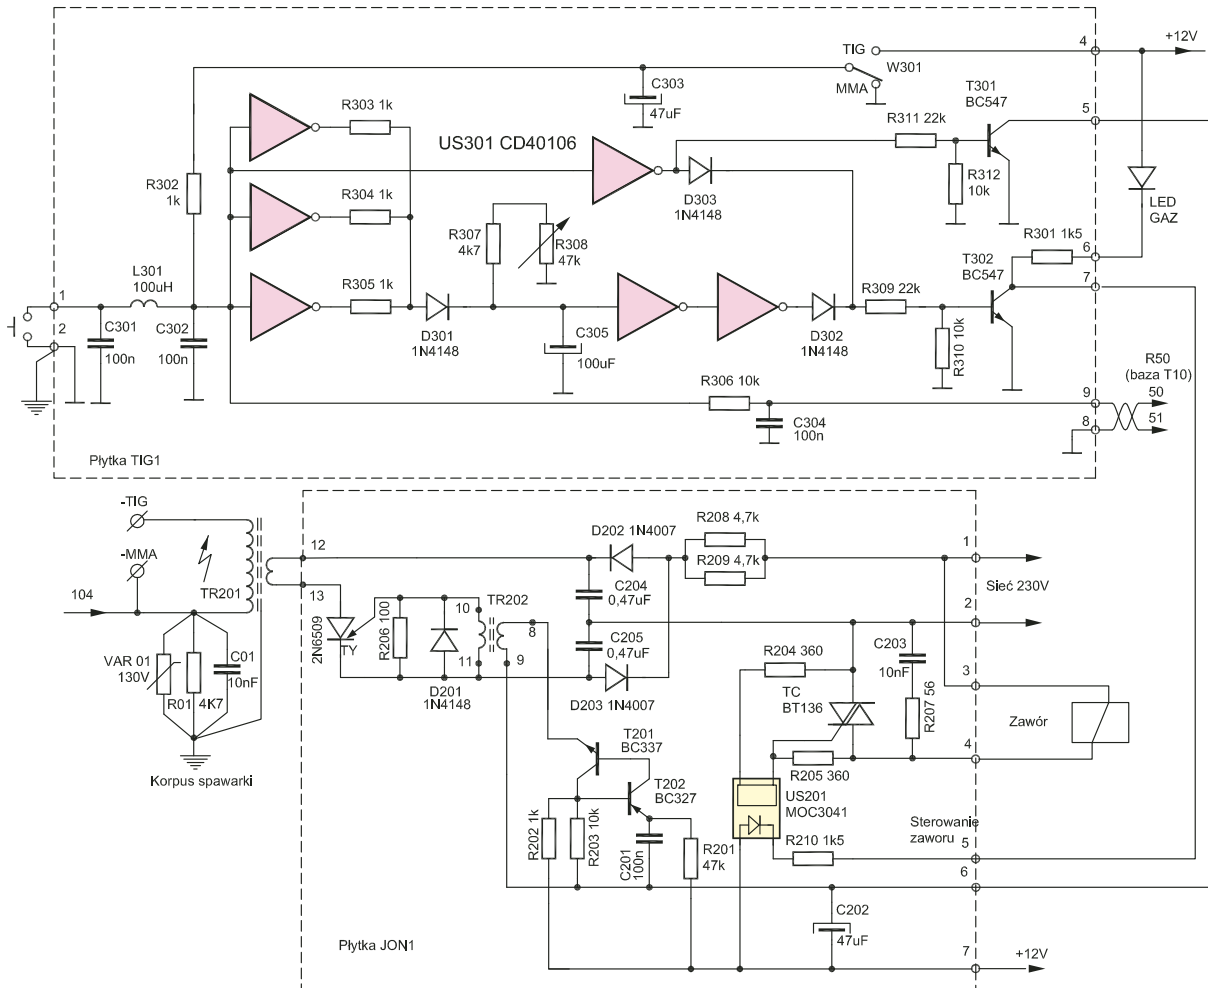 TIG
W301
MMA
4
+12V
C303
47uF
T301
BC547
5
R303 1k
US301 CD40106
R311 22k
R302
1k
R304 1k
D303
1N4148
R312
10k
LED
GAZ
R307
4k7
R308
47k
R301 1k5
6
T302
BC547
7
L301
100uH
R305 1k
1
2
C301
100n
C302
100n
D301
1N4148
C305
100uF
D302
1N4148
R309 22k
R310 10k
R50
(baza T10)
R306 10k
9
50
C304
100n
8
51
Płytka TIG1
-TIG
-MMA
TR201
104
12
13
D202 1N4007
R208 4,7k
R209 4,7k
1
Sieć 230V
C204
0,47uF
2
2N6509
TY
R206 100
10
TR202
8
11
9
D201
1N4148
C205
0,47uF
D203 1N4007
R204 360
C203
10nF
3
TC
BT136
R207 56
Zawór
VAR 01
130V
R01
4K7
C01
10nF
4
R205 360
Korpus spawarki
T201
BC337
T202
BC327
US201
MOC3041
Sterowanie
zaworu
R202 1k
R203 10k
C201
100n
R201
47k
R210 1k5
5
6
C202
47uF
Płytka JON1
7
+12V